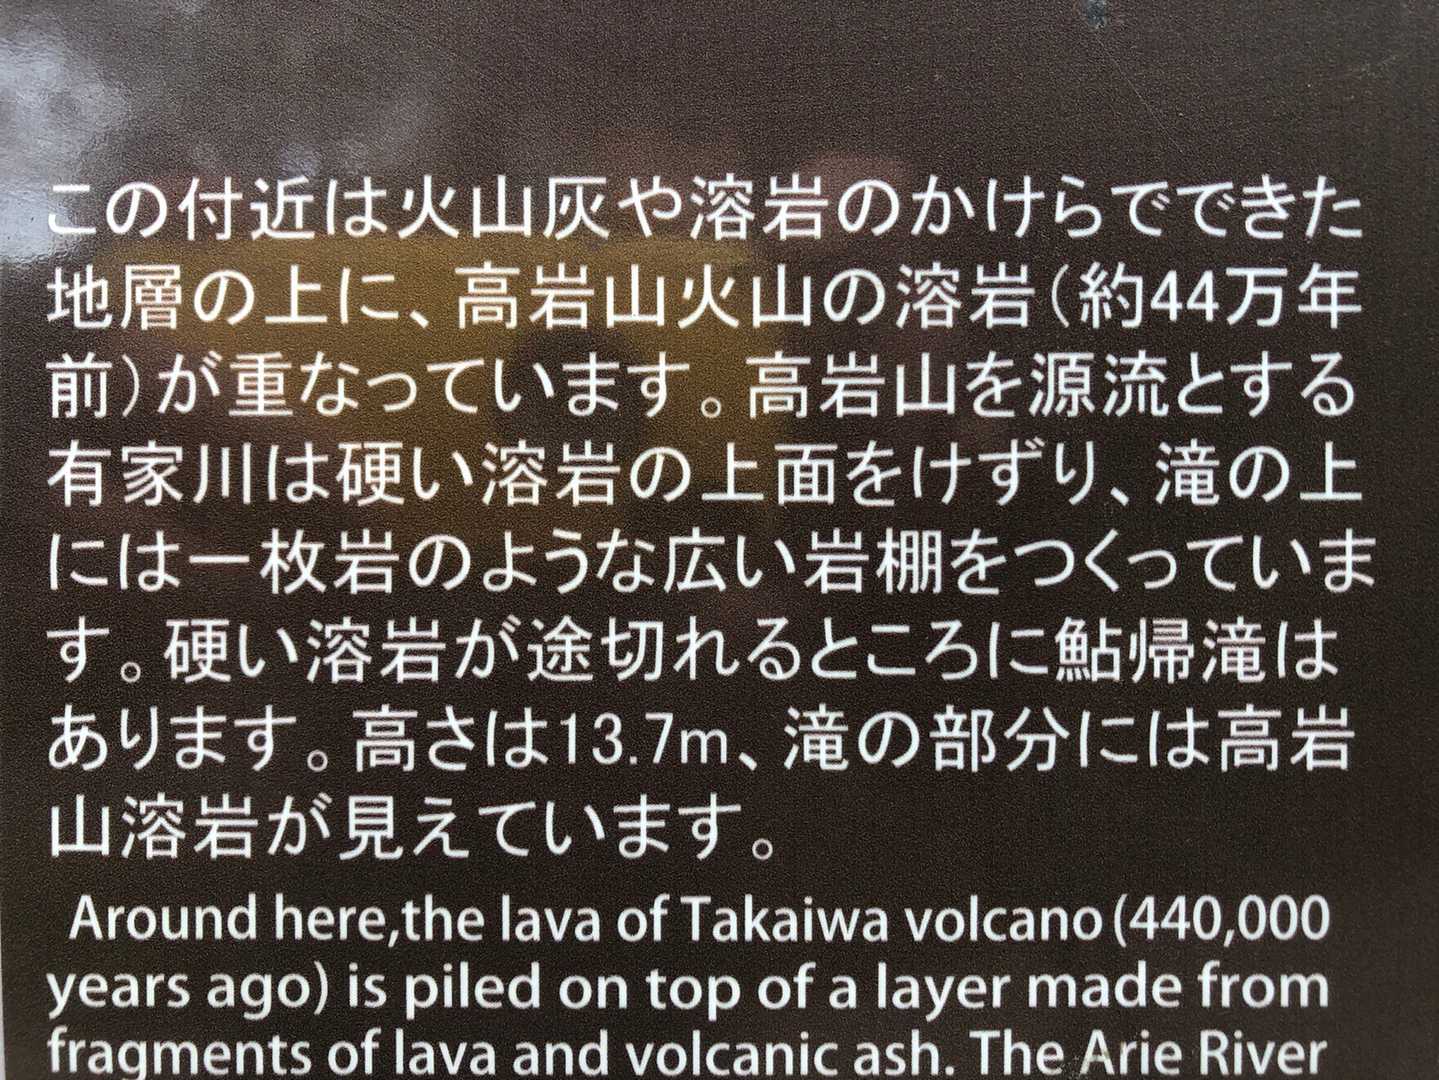 この付近は火山灰や溶岩のかけらでできた
地層の上に、高岩山火山の溶岩（約44万年
前）が重なっています。高岩山を源流とする
有家川は硬い溶岩の上面をけずり、滝の上
には一枚岩のような広い岩棚をつくっていま
す。硬い溶岩が途切れるところに鮎帰滝は
あります。高さは13.7m、滝の部分には高岩
山溶岩が見えています。
Around here,the lava of Takaiwa volcano (440,000
years ago) is piled on top of a layer made from
fragments of lava and volcanic ash. The Arie River